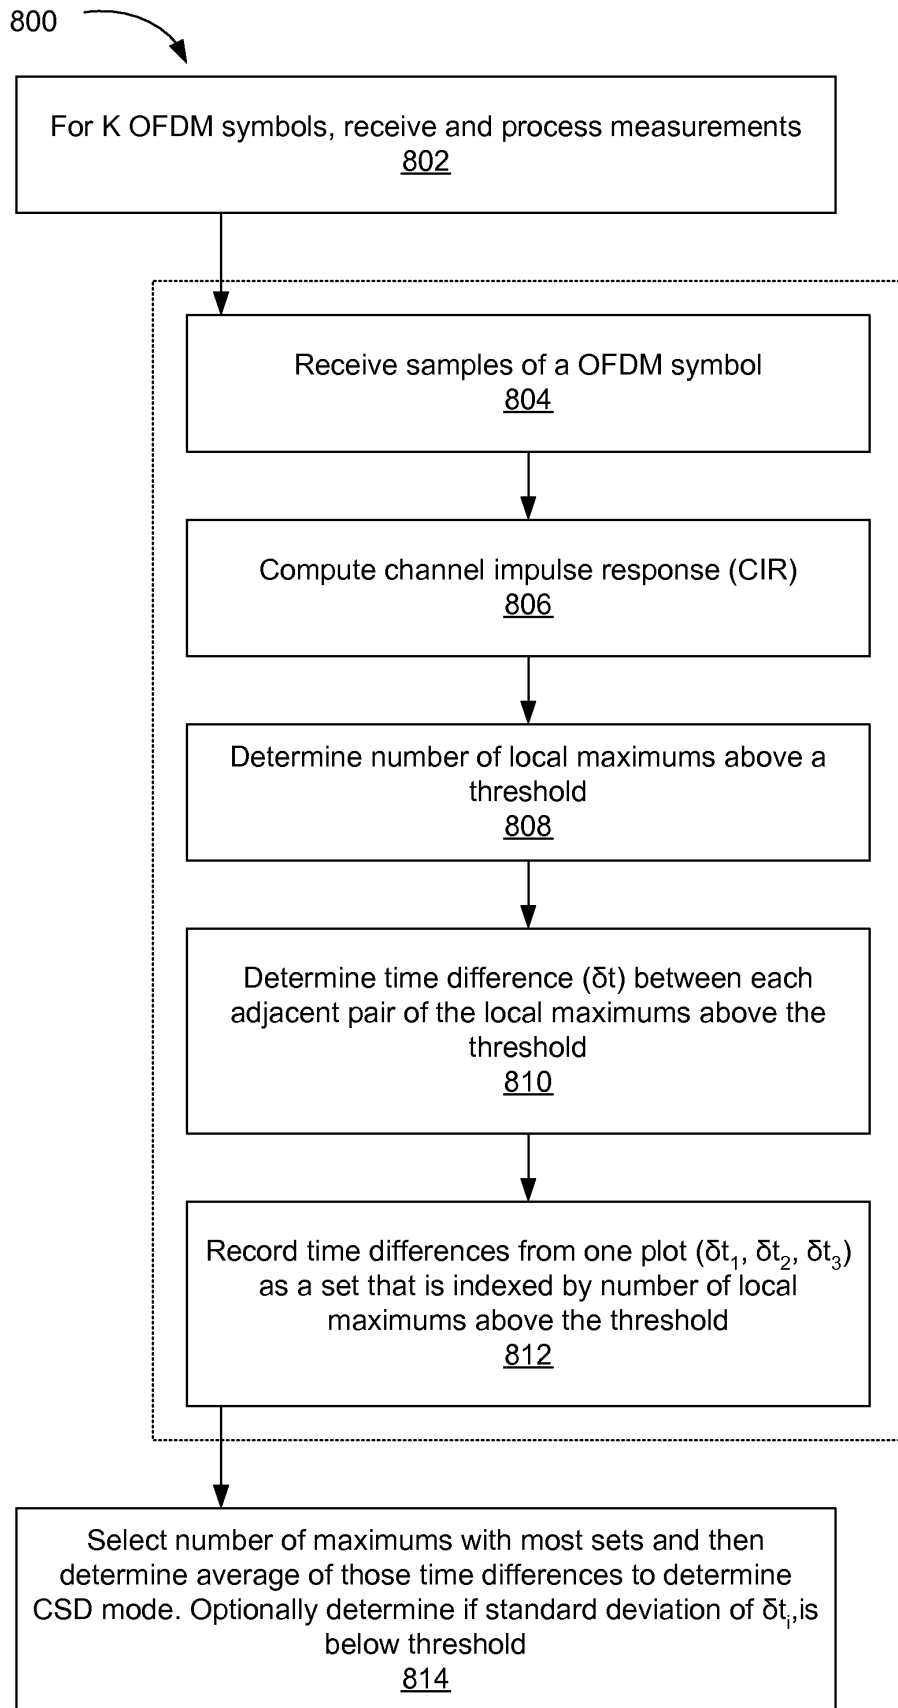 800
For K OFDM symbols, receive and process measurements
802
Receive samples of a OFDM symbol
804
Compute channel impulse response (CIR)
806
Determine number of local maximums above a
threshold
808
Determine time difference (δt) between each
adjacent pair of the local maximums above the
threshold
810
Record time differences from one plot (δt₁, δt₂, δt₃)
as a set that is indexed by number of local
maximums above the threshold
812
Select number of maximums with most sets and then
determine average of those time differences to determine
CSD mode. Optionally determine if standard deviation of δtᵢ,is
below threshold
814